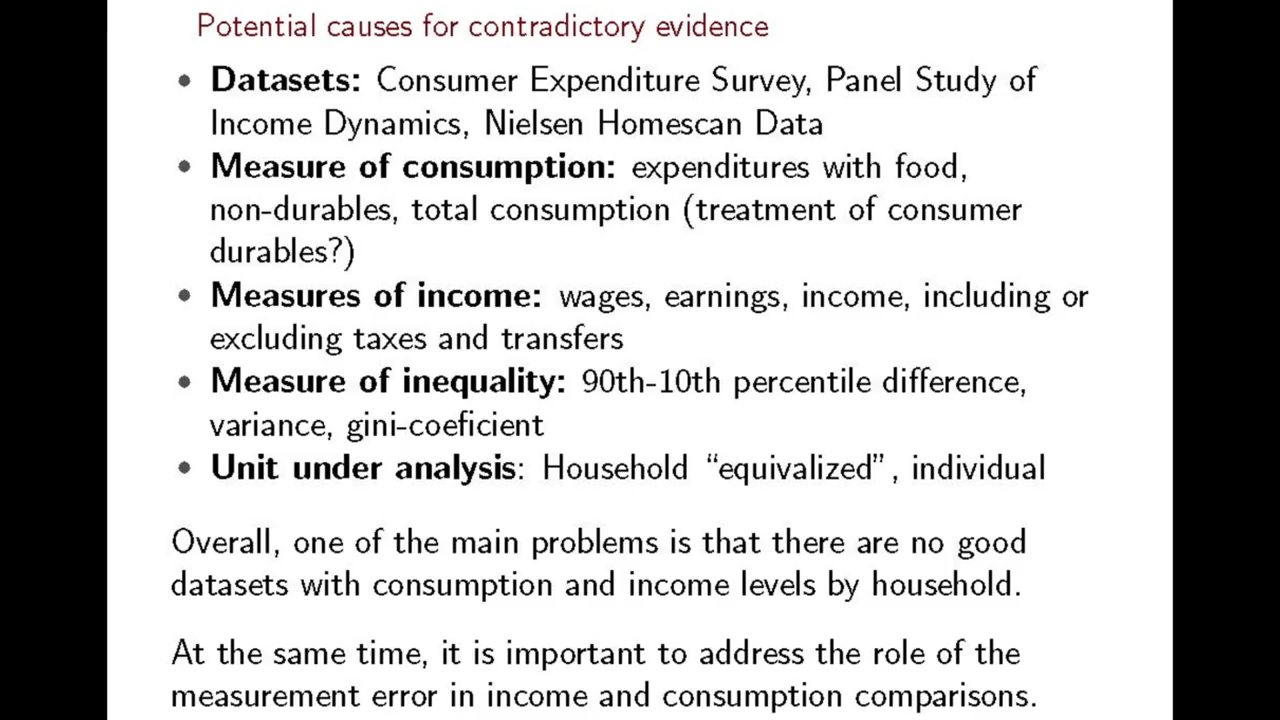 Potential causes for contradictory evidence
• Datasets: Consumer Expenditure Survey, Panel Study of
Income Dynamics, Nielsen Homescan Data
• Measure of consumption: expenditures with food,
non-durables, total consumption (treatment of consumer
durables?)
• Measures of income: wages, earnings, income, including or
excluding taxes and transfers
• Measure of inequality: 90th-10th percentile difference,
variance, gini-coeficient
• Unit under analysis: Household “equivalized”, individual
Overall, one of the main problems is that there are no good
datasets with consumption and income levels by household.
At the same time, it is important to address the role of the
measurement error in income and consumption comparisons.